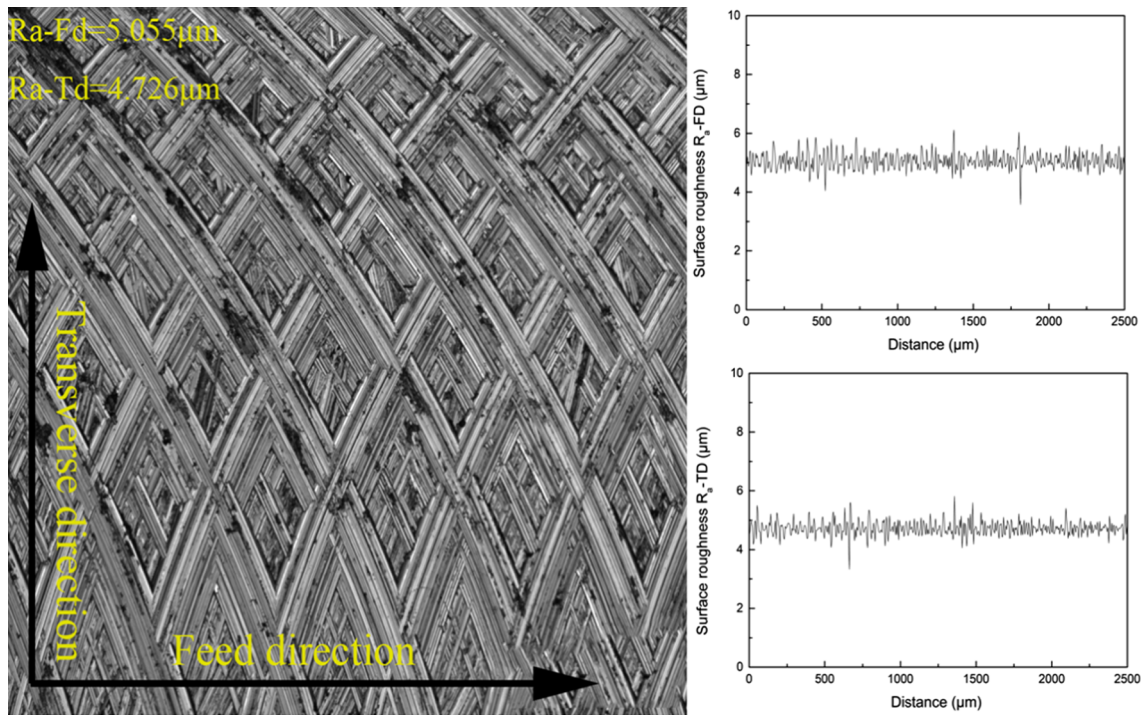 Ra-Fd=5.055μm
Ra-Td=4.726μm
Transverse direction
Feed direction
10
8
6
4
2
0
Surface roughness Ra-FD (μm)
0 500 1000 1500 2000 2500
Distance (μm)
10
8
6
4
2
0
Surface roughness Ra-TD (μm)
0 500 1000 1500 2000 2500
Distance (μm)